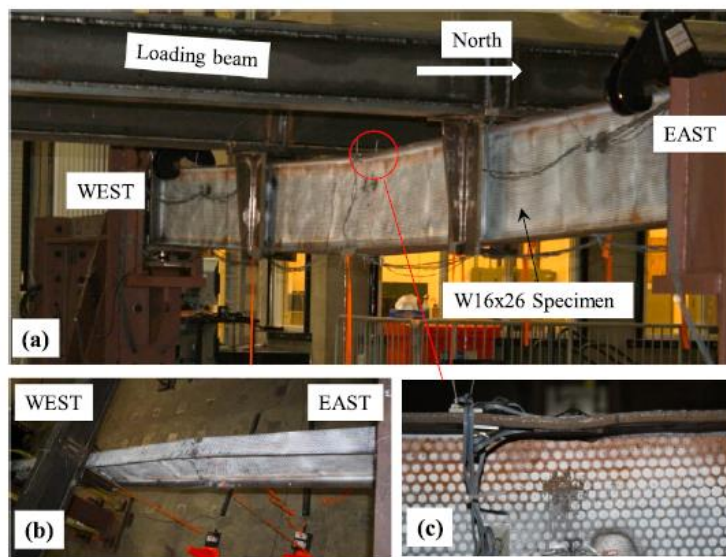 Loading beam
North
WEST
EAST
W16x26 Specimen
(a)
WEST
EAST
(b)
(c)